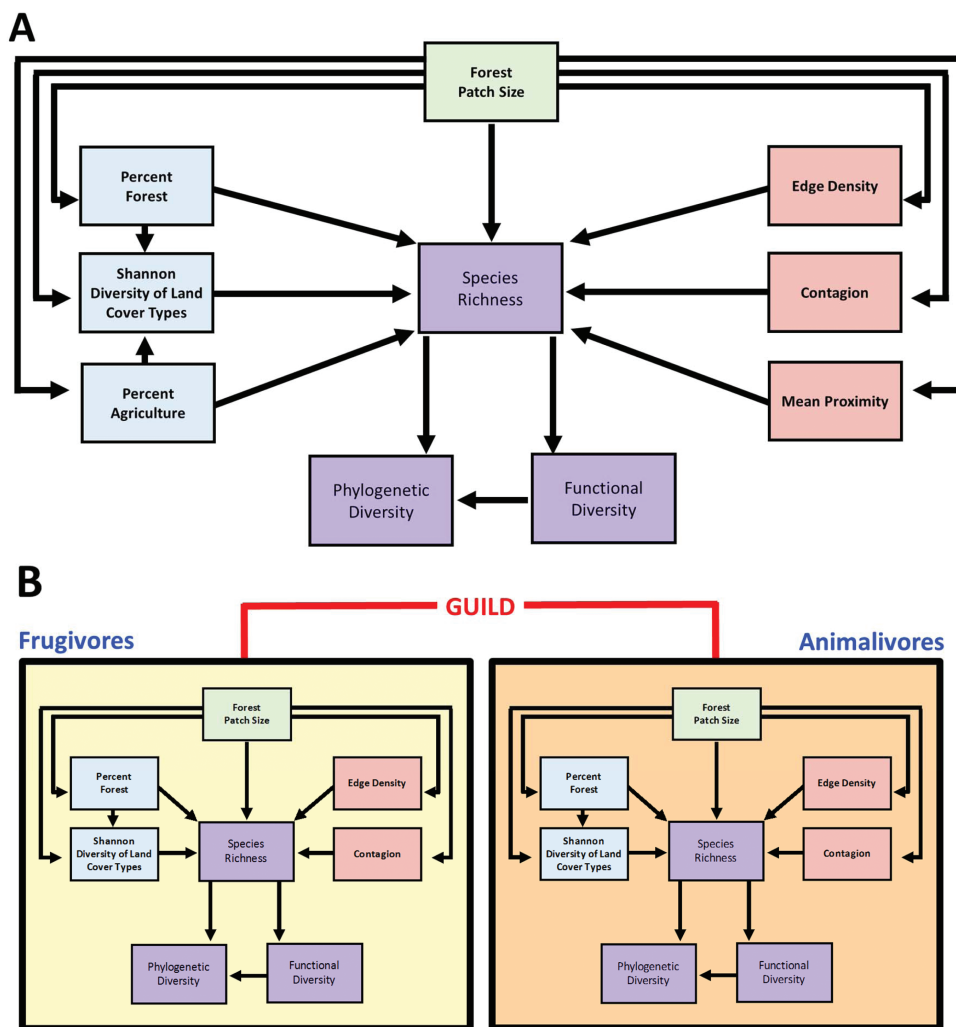 A
Forest
Patch Size
Percent
Forest
Edge Density
Shannon
Diversity of Land
Cover Types
Species
Richness
Contagion
Percent
Agriculture
Mean Proximity
Phylogenetic
Diversity
Functional
Diversity
B
GUILD
Frugivores
Animalivores
Forest
Patch Size
Percent
Forest
Edge Density
Shannon
Diversity of Land
Cover Types
Species
Richness
Contagion
Phylogenetic
Diversity
Functional
Diversity
Forest
Patch Size
Percent
Forest
Edge Density
Shannon
Diversity of Land
Cover Types
Species
Richness
Contagion
Phylogenetic
Diversity
Functional
Diversity